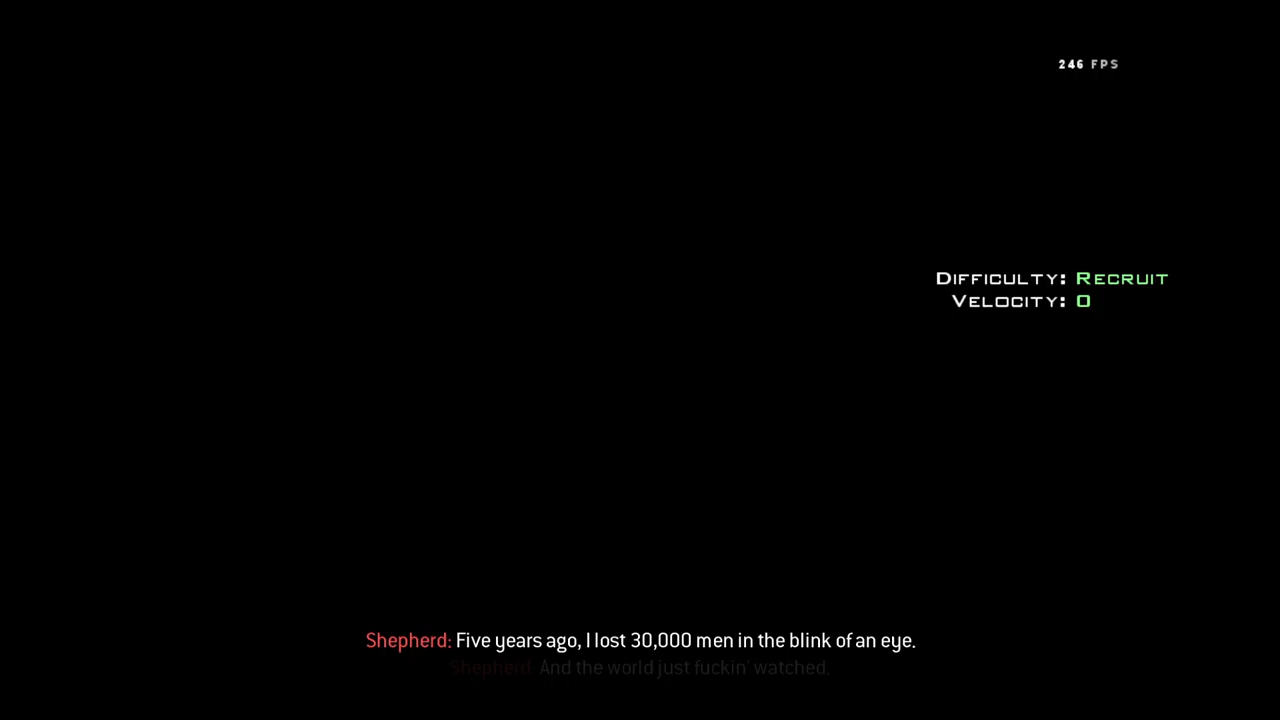 246 FPS
Difficulty: Recruit
Velocity: 0
Shepherd: Five years ago, I lost 30,000 men in the blink of an eye.
Shepherd: And the world just fuckin' watched.